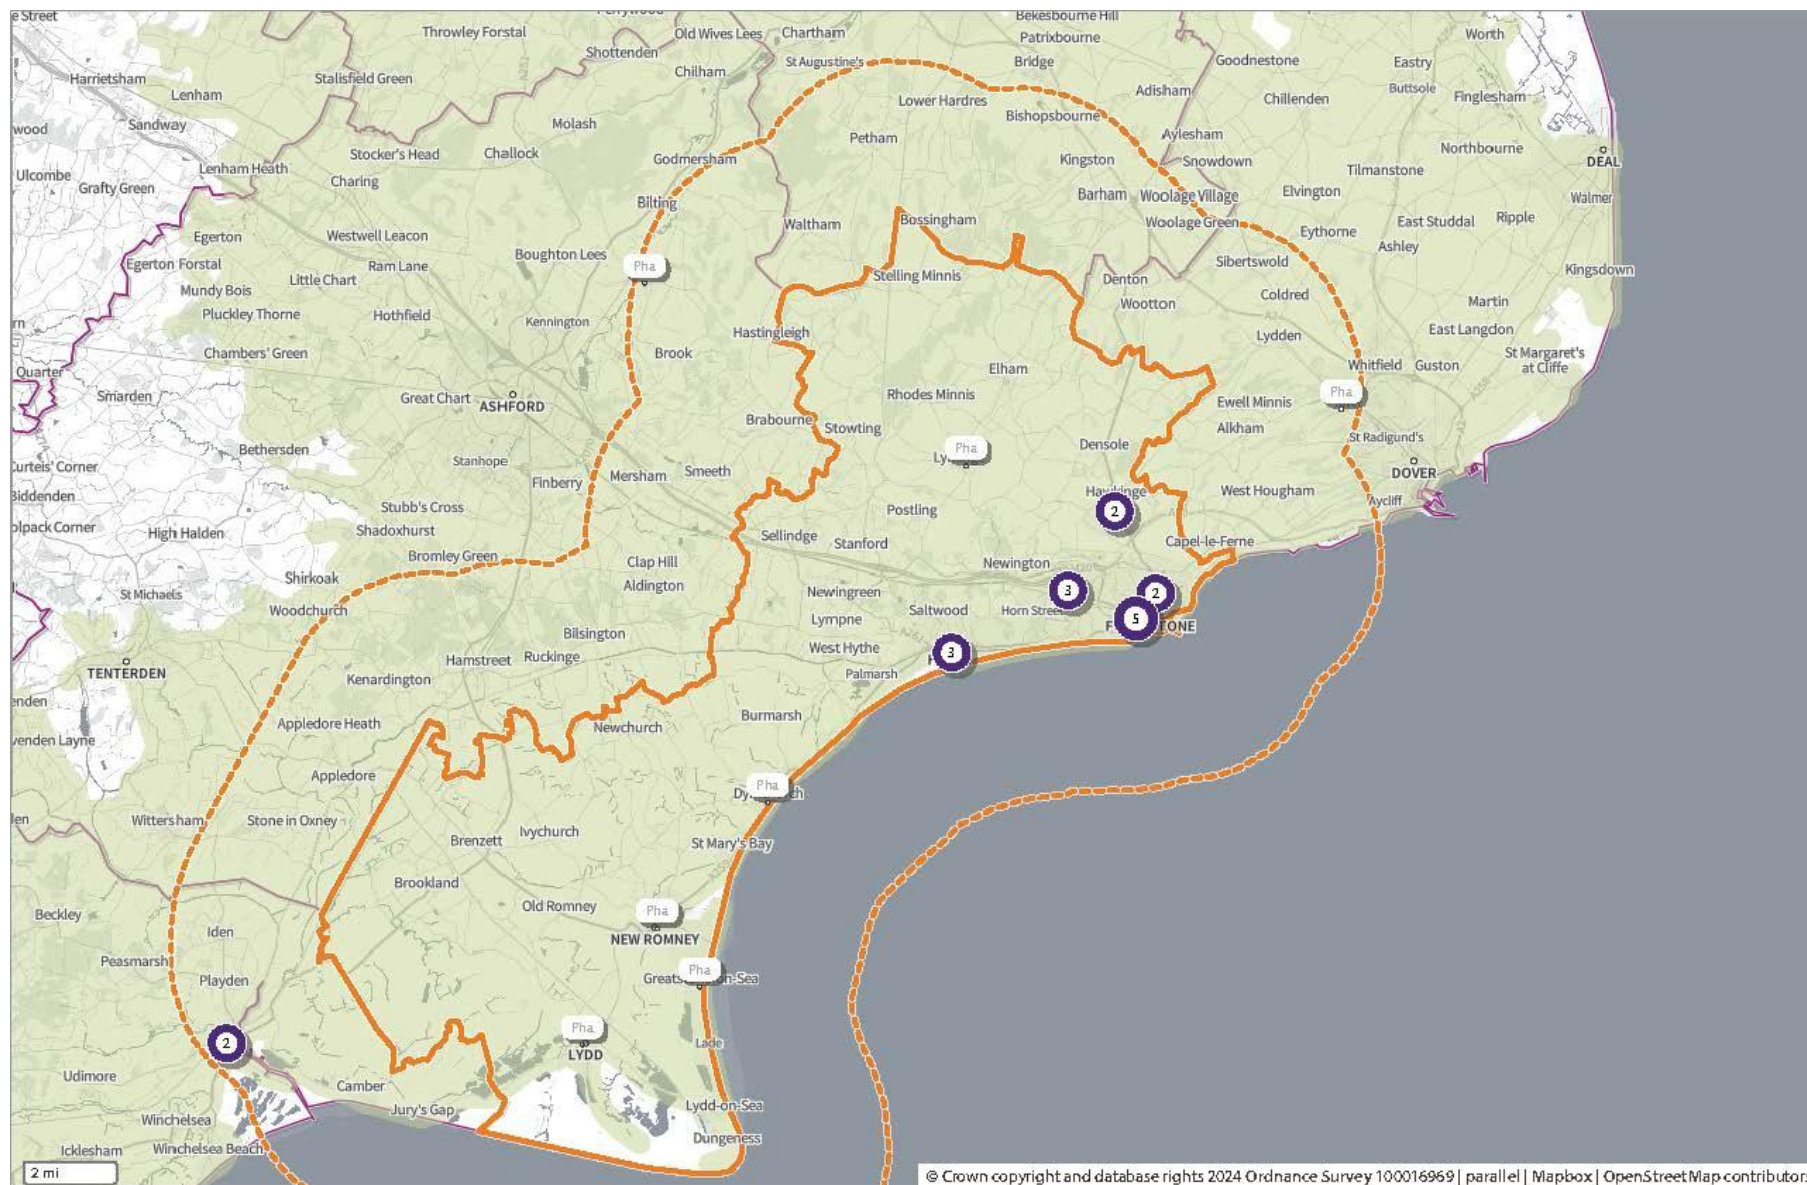 e Street
Throwley Forstal
Old Wives Lees
Chartham
Bekesbourne Hill
Patrixbourne
Worth
Harrietsham
Stalisfield Green
Shottenden
Chilham
St Augustine's
Bridge
Goodnestone
Eastry
Lenham
Lower Hardres
Adisham
Chillenden
Buttsole
Finglesham
wood
Sandway
Molash
Petham
Bishopsbourne
Aylesham
Northbourne
Stocker's Head
Challock
Godmersham
Kingston
Snowdown
Tilmanstone
DEAL
Ulcombe
Lenham Heath
Grafty Green
Charing
Bilting
Barham
Woolage Village
Elvington
Walmer
Waltham
Bossingham
Woolage Green
East Studdal
Ripple
Egerton
Westwell Leacon
Eythorne
Ashley
Egerton Forstal
Ram Lane
Boughton Lees
Pha
Stelling Minnis
Denton
Sibertswold
Kingsdown
Mundy Bois
Little Chart
Wootton
Coldred
Martin
Pluckley Thorne
Hothfield
Kennington
Hastingleigh
Lydden
East Langdon
Chambers' Green
Brook
Elham
Whitfield
Guston
St Margaret's
at Cliffe
Quarter
Smarden
Great Chart
ASHFORD
Rhodes Minnis
Ewell Minnis
Pha
Brabourne
Stowting
Alkham
St Radigund's
Bethersden
Pha
Densole
Curteis' Corner
Stanhope
Mersham
Smeeth
DOVER
Biddenden
Finberry
Hawkinge
West Hougham
Aycliff
Stubb's Cross
2
olpack Corner
High Halden
Shadoxhurst
Postling
Sellindge
Stanford
Capel-le-Ferne
Bromley Green
Clap Hill
Newington
Shirkoak
Aldington
St Michaels
Newingreen
3
2
Woodchurch
Saltwood
Horn Street
Lympne
5
Bilsington
West Hythe
3
TENTERDEN
Hamstreet
Ruckinge
Palmarsh
Kenardington
enden
Appledore Heath
Newchurch
Burmarsh
venden Layne
Appledore
Pha
len
Wittersham
Stone in Oxney
Brenzett
Ivychurch
St Mary's Bay
Brookland
Beckley
Old Romney
Pha
Iden
NEW ROMNEY
Peasmarsh
Playden
Pha
2
Pha
LYDD
Lade
Udimore
Camber
Winchelsea
Jury's Gap
Lydd-on-Sea
Icklesham
Winchelsea Beach
Dungeness
2 mi
© Crown copyright and database rights 2024 Ordnance Survey 100016969 | parallel | Mapbox | OpenStreetMap contributor